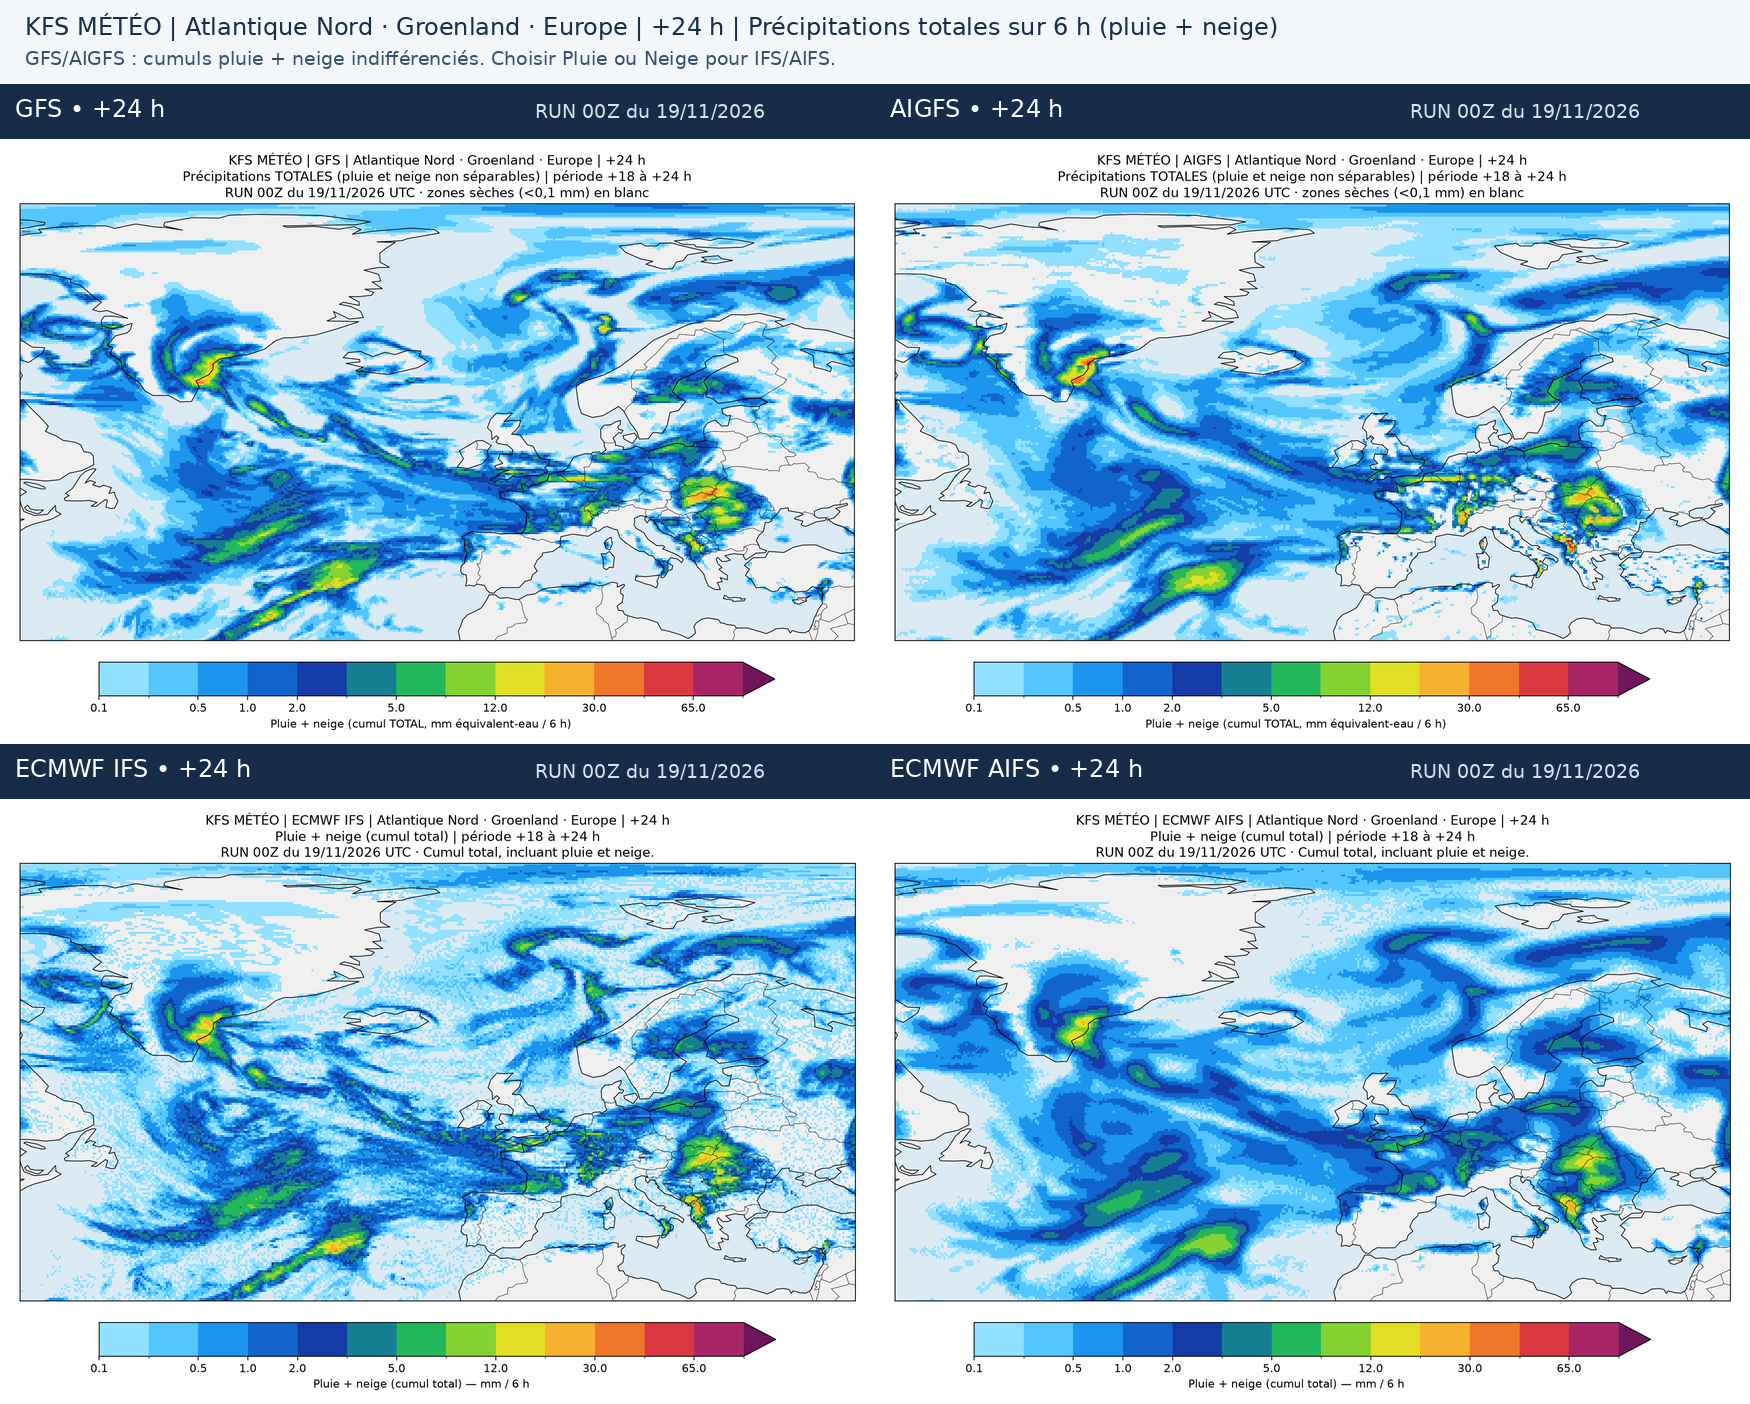 KFS MÉTÉO | Atlantique Nord · Groenland · Europe | +24 h | Précipitations totales sur 6 h (pluie + neige)
GFS/AIGFS : cumuls pluie + neige indifférenciés. Choisir Pluie ou Neige pour IFS/AIFS.
GFS • +24 h
RUN 00Z du 19/11/2026
AIGFS • +24 h
RUN 00Z du 19/11/2026
KFS MÉTÉO | GFS | Atlantique Nord · Groenland · Europe | +24 h
Précipitations TOTALES (pluie et neige non séparables) | période +18 à +24 h
RUN 00Z du 19/11/2026 UTC · zones sèches (<0,1 mm) en blanc
KFS MÉTÉO | AIGFS | Atlantique Nord · Groenland · Europe | +24 h
Précipitations TOTALES (pluie et neige non séparables) | période +18 à +24 h
RUN 00Z du 19/11/2026 UTC · zones sèches (<0,1 mm) en blanc
0.1 0.5 1.0 2.0 5.0 12.0 30.0 65.0
Pluie + neige (cumul TOTAL, mm équivalent-eau / 6 h)
0.1 0.5 1.0 2.0 5.0 12.0 30.0 65.0
Pluie + neige (cumul TOTAL, mm équivalent-eau / 6 h)
ECMWF IFS • +24 h
RUN 00Z du 19/11/2026
ECMWF AIFS • +24 h
RUN 00Z du 19/11/2026
KFS MÉTÉO | ECMWF IFS | Atlantique Nord · Groenland · Europe | +24 h
Pluie + neige (cumul total) | période +18 à +24 h
RUN 00Z du 19/11/2026 UTC · Cumul total, incluant pluie et neige.
KFS MÉTÉO | ECMWF AIFS | Atlantique Nord · Groenland · Europe | +24 h
Pluie + neige (cumul total) | période +18 à +24 h
RUN 00Z du 19/11/2026 UTC · Cumul total, incluant pluie et neige.
0.1 0.5 1.0 2.0 5.0 12.0 30.0 65.0
Pluie + neige (cumul total) — mm / 6 h
0.1 0.5 1.0 2.0 5.0 12.0 30.0 65.0
Pluie + neige (cumul total) — mm / 6 h